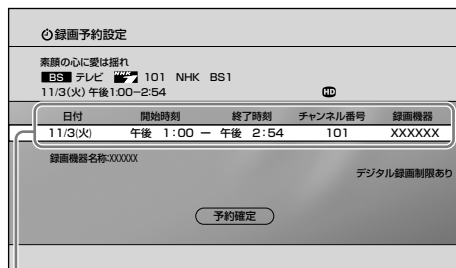 録画予約設定
素顔の心に愛は揺れ
BS テレビ NHK 101 NHK BS1
11/3(火) 午後1:00−2:54 HD
日付 開始時刻 終了時刻 チャンネル番号 録画機器
11/3(火) 午後 1:00 − 午後 2:54 101 XXXXXX
録画機器名称:XXXXXX
デジタル録画制限あり
予約確定